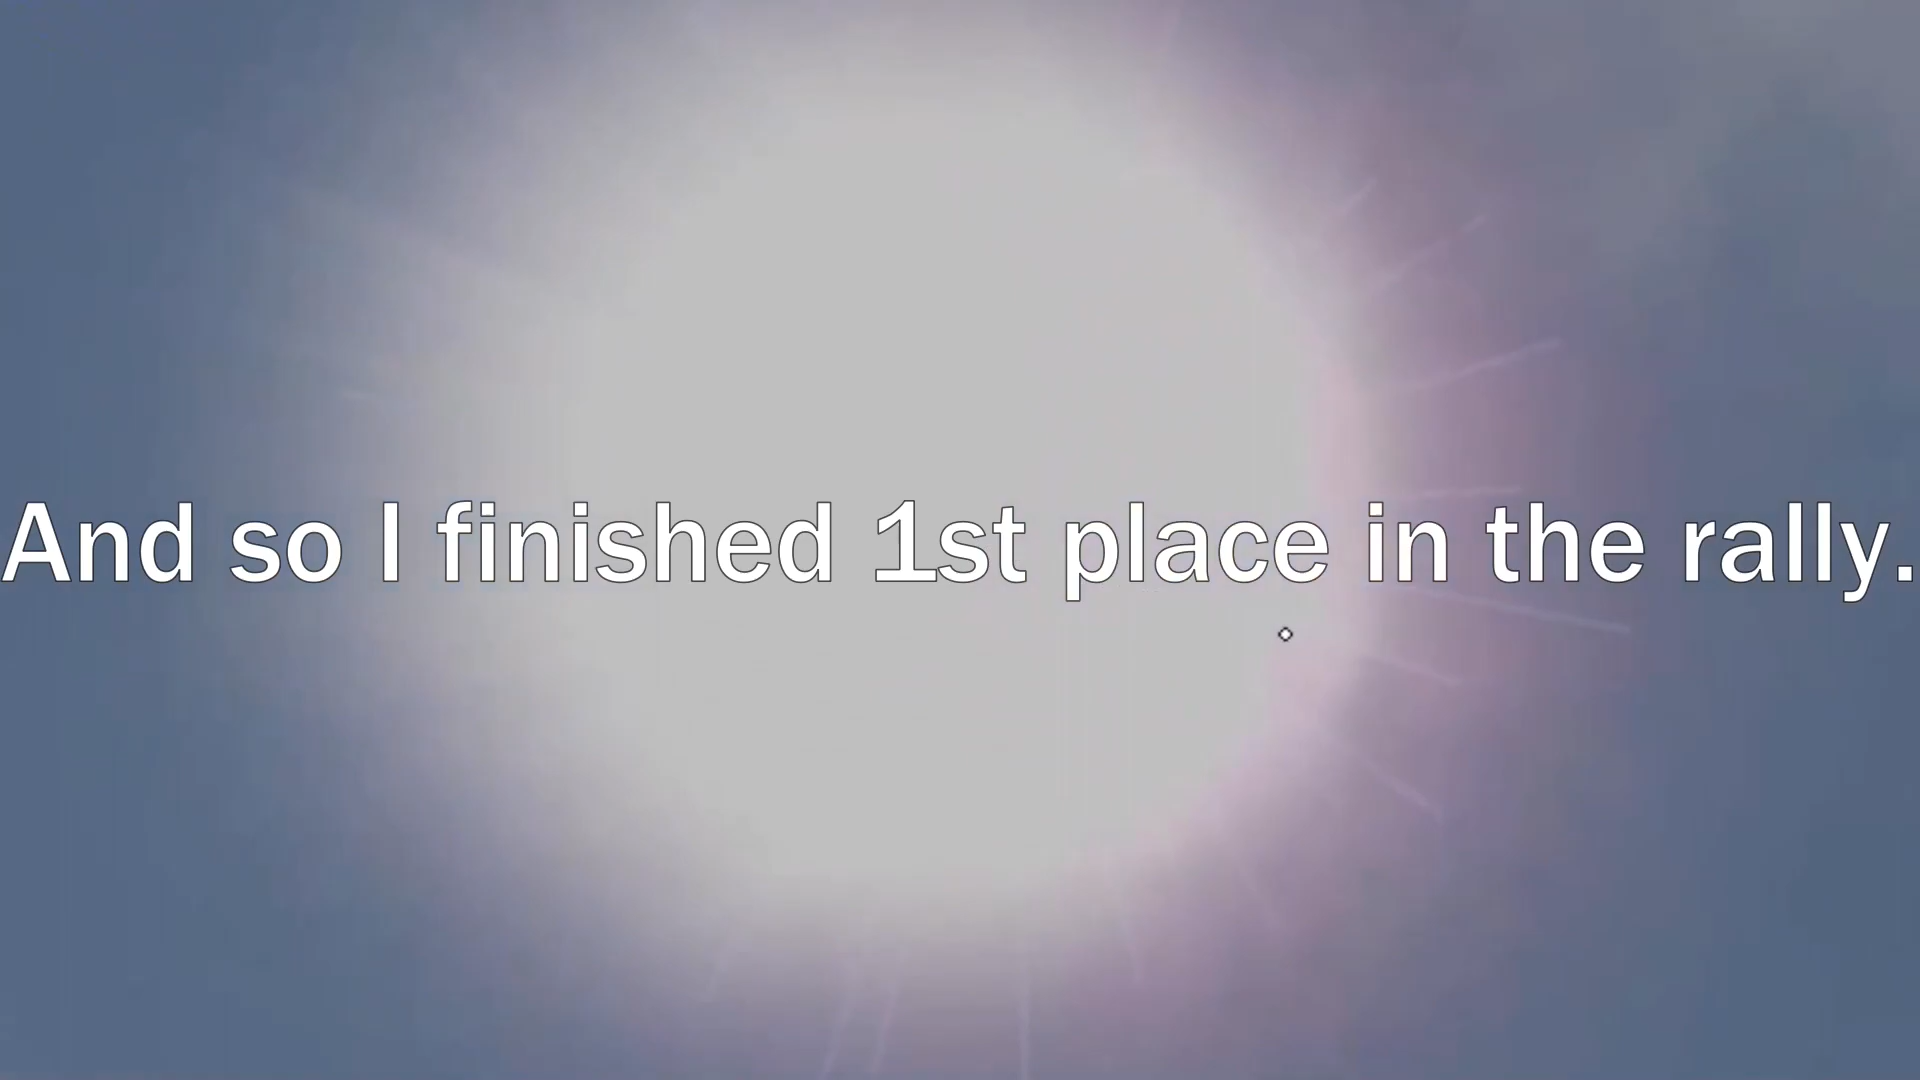 And so I finished 1st place in the rally.